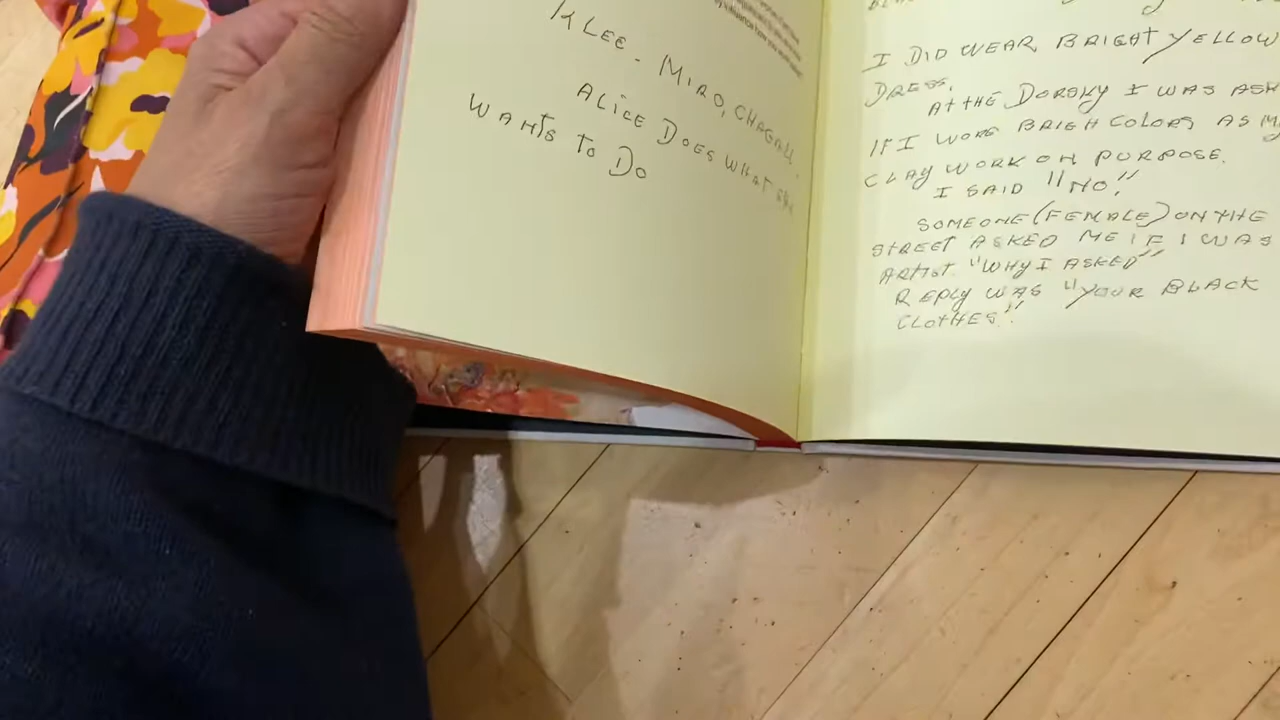 KLEE. MIRO, CHAGALL.
ALICE DOES WHAT SHE
WANTS TO DO
I DID WEAR BRIGHT YELLOW
DRESS.
AT THE DORSKY I WAS ASK
IF I WORE BRIGH COLORS AS MY
CLAY WORK ON PURPOSE.
I SAID "NO."
SOMEONE (FEMALE) ON THE
STREET ASKED ME IF I WAS
ARTIST. "WHY I ASKED"
REPLY WAS "YOUR BLACK
CLOTHES".